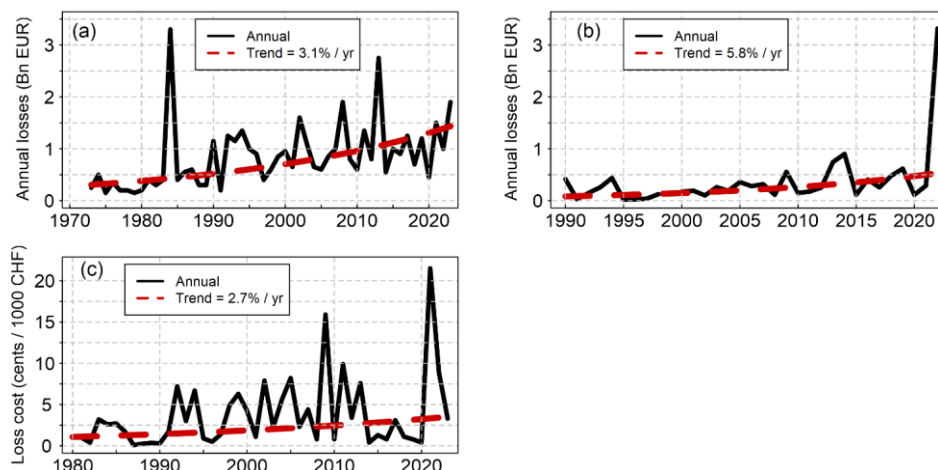 (a)
Annual
Trend = 3.1% / yr
Annual losses (Bn EUR)
3
2
1
0
1970 1980 1990 2000 2010 2020
(b)
Annual
Trend = 5.8% / yr
Annual losses (Bn EUR)
3
2
1
0
1990 1995 2000 2005 2010 2015 2020
(c)
Annual
Trend = 2.7% / yr
Loss cost (cents / 1000 CHF)
20
15
10
5
0
1980 1990 2000 2010 2020